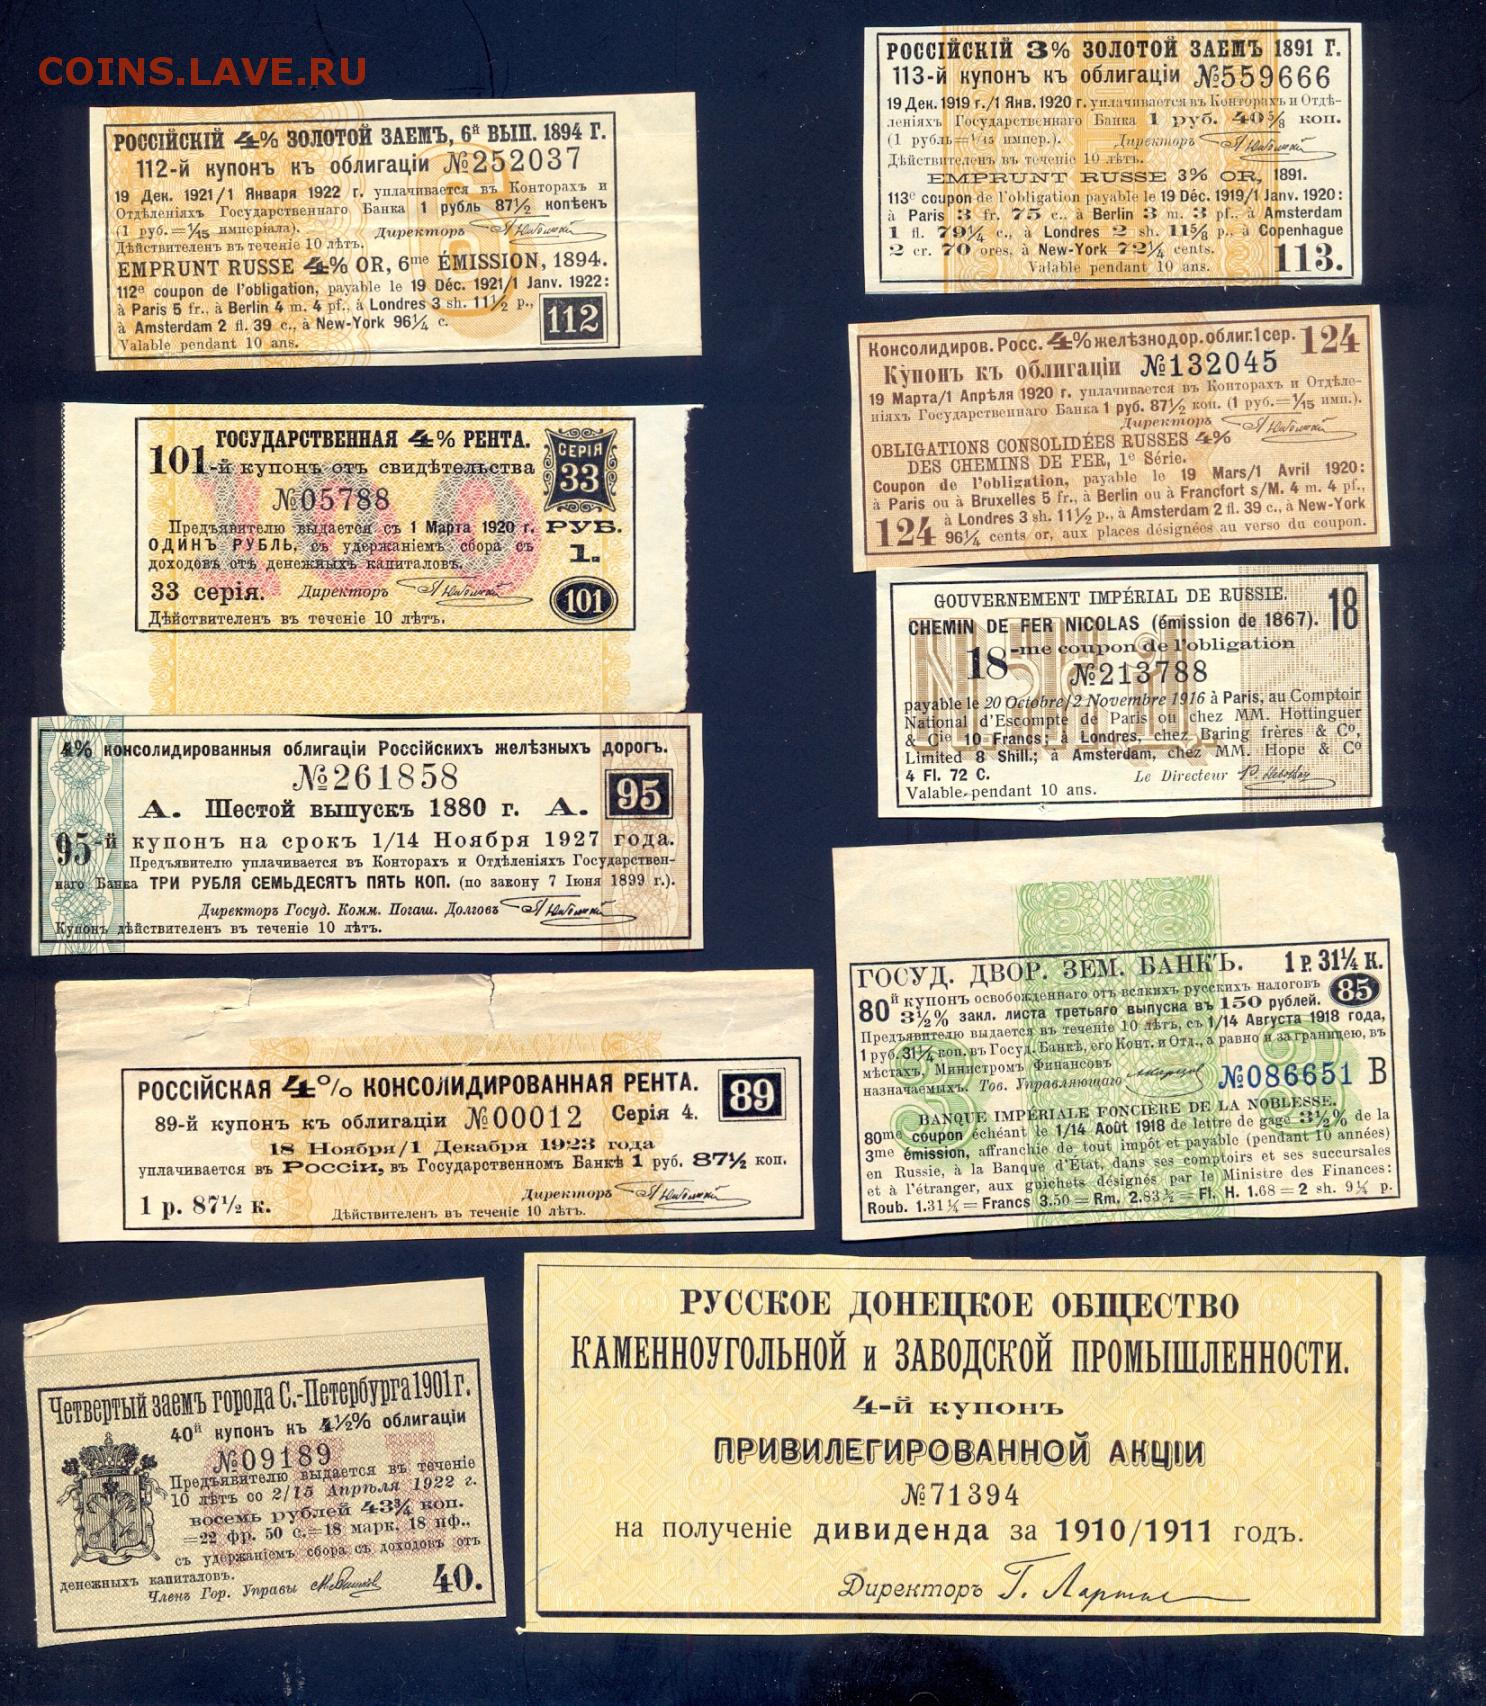 COINS.LAVE.RU
РОССІЙСКІЙ 4% ЗОЛОТОЙ ЗАЕМЪ, 6й ВЫП. 1894 Г.
112-й купонъ къ облигаціи №252037
19 Дек. 1921/1 Января 1922 г. уплачивается въ Конторахъ и
Отдѣленіяхъ Государственнаго Банка 1 рубль 87½ копѣекъ
(1 руб.=1/15 имперіала). Директоръ
Дѣйствителенъ въ теченіе 10 лѣтъ.
EMPRUNT RUSSE 4% OR, 6me ÉMISSION, 1894.
112e coupon de l'obligation, payable le 19 Déc. 1921/1 Janv. 1922:
à Paris 5 fr., à Berlin 4 m. 4 pf., à Londres 3 sh. 11½ p.,
à Amsterdam 2 fl. 39 c., à New-York 96¼ c.
Valable pendant 10 ans.
112
ГОСУДАРСТВЕННАЯ 4% РЕНТА.
101-й купонъ отъ свидѣтельства
№05788
Предъявителю выдается съ 1 Марта 1920 г.
ОДИНЪ РУБЛЬ, съ удержаніемъ сбора съ
доходовъ отъ денежныхъ капиталовъ.
33 серія. Директоръ
Дѣйствителенъ въ теченіе 10 лѣтъ.
СЕРІЯ
33
РУБ.
1.
101
100
4% консолидированныя облигаціи Россійскихъ желѣзныхъ дорогъ.
№261858
А. Шестой выпускъ 1880 г. А.
95
95-й купонъ на срокъ 1/14 Ноября 1927 года.
Предъявителю уплачивается въ Конторахъ и Отдѣленіяхъ Государствен-
наго Банка ТРИ РУБЛЯ СЕМЬДЕСЯТЪ ПЯТЬ КОП. (по закону 7 Іюня 1899 г.).
Директоръ Госуд. Комм. Погаш. Долговъ
Купонъ дѣйствителенъ въ теченіе 10 лѣтъ.
РОССІЙСКАЯ 4% КОНСОЛИДИРОВАННАЯ РЕНТА.
89
89-й купонъ къ облигаціи №00012 Серія 4.
18 Ноября/1 Декабря 1923 года
уплачивается въ Россіи, въ Государственномъ Банкѣ 1 руб. 87½ коп.
Директоръ
1 р. 87½ к.
Дѣйствителенъ въ теченіе 10 лѣтъ.
Четвертый заемъ города С.-Петербурга 1901 г.
40й купонъ къ 4½% облигаціи
№09189
Предъявителю выдается въ теченіе
10 лѣтъ со 2/15 Апрѣля 1922 г.
восемь рублей 43¾ коп.
=22 фр. 50 с.=18 марк. 18 пф.,
съ удержаніемъ сбора съ доходовъ отъ
денежныхъ капиталовъ.
Членъ Гор. Управы
40.
РОССІЙСКІЙ 3% ЗОЛОТОЙ ЗАЕМЪ 1891 Г.
113-й купонъ къ облигаціи №559666
19 Дек. 1919 г./1 Янв. 1920 г. уплачивается въ Конторахъ и Отдѣ-
леніяхъ Государственнаго Банка 1 руб. 40⅝ коп.
(1 рубль=1/15 импер.). Директоръ
Дѣйствителенъ въ теченіе 10 лѣтъ.
EMPRUNT RUSSE 3% OR, 1891.
113e coupon de l'obligation payable le 19 Déc. 1919/1 Janv. 1920:
à Paris 3 fr. 75 c., à Berlin 3 m. 3 pf., à Amsterdam
1 fl. 79¼ c., à Londres 2 sh. 11⅝ p., à Copenhague
2 cr. 70 ores, à New-York 72¼ cents.
Valable pendant 10 ans.
113.
Консолидиров. Росс. 4% желѣзнодор. облиг. 1 сер. 124
Купонъ къ облигаціи №132045
19 Марта/1 Апрѣля 1920 г. уплачивается въ Конторахъ и Отдѣле-
ніяхъ Государственнаго Банка 1 руб. 87½ коп. (1 руб.=1/15 имп.).
Директоръ
OBLIGATIONS CONSOLIDÉES RUSSES 4%
DES CHEMINS DE FER, 1e Série.
Coupon de l'obligation, payable le 19 Mars/1 Avril 1920:
à Paris ou à Bruxelles 5 fr., à Berlin ou à Francfort s/M. 4 m. 4 pf.,
à Londres 3 sh. 11½ p., à Amsterdam 2 fl. 39 c., à New-York
124 96¼ cents or, aux places désignées au verso du coupon.
GOUVERNEMENT IMPÉRIAL DE RUSSIE.
CHEMIN DE FER NICOLAS (émission de 1867).
18
18-me coupon de l'obligation
№213788
payable le 20 Octobre/2 Novembre 1916 à Paris, au Comptoir
National d'Escompte de Paris ou chez MM. Hottinguer
& Cie 10 Francs; à Londres, chez Baring frères & Co,
Limited 8 Shill.; à Amsterdam, chez MM. Hope & Co
4 Fl. 72 C. Le Directeur
Valable pendant 10 ans.
ГОСУД. ДВОР. ЗЕМ. БАНКЪ. 1 Р. 31¼ К.
80й купонъ освобожденнаго отъ всякихъ русскихъ налоговъ
3½% закл. листа третьяго выпуска въ 150 рублей.
85
Предъявителю выдается въ теченіе 10 лѣтъ, съ 1/14 Августа 1918 года,
1 руб. 31¼ коп. въ Госуд. Банкѣ, его Конт. и Отд., а равно и за границею, въ
мѣстахъ, Министромъ Финансовъ
назначаемыхъ. Тов. Управляющаго
№086651 В
BANQUE IMPÉRIALE FONCIÈRE DE LA NOBLESSE.
80me coupon échéant le 1/14 Août 1918 de lettre de gage 3½% de la
3me émission, affranchie de tout impôt et payable (pendant 10 années)
en Russie, à la Banque d'État, dans ses comptoirs et ses succursales
et à l'étranger, aux guichets désignés par le Ministre des Finances:
Roub. 1.31¼ = Francs 3.50 = Rm. 2.83½ = Fl. H. 1.68 = 2 sh. 9¼ p.
РУССКОЕ ДОНЕЦКОЕ ОБЩЕСТВО
КАМЕННОУГОЛЬНОЙ и ЗАВОДСКОЙ ПРОМЫШЛЕННОСТИ.
4-й купонъ
ПРИВИЛЕГИРОВАННОЙ АКЦІИ
№71394
на полученіе дивиденда за 1910/1911 годъ.
Директоръ